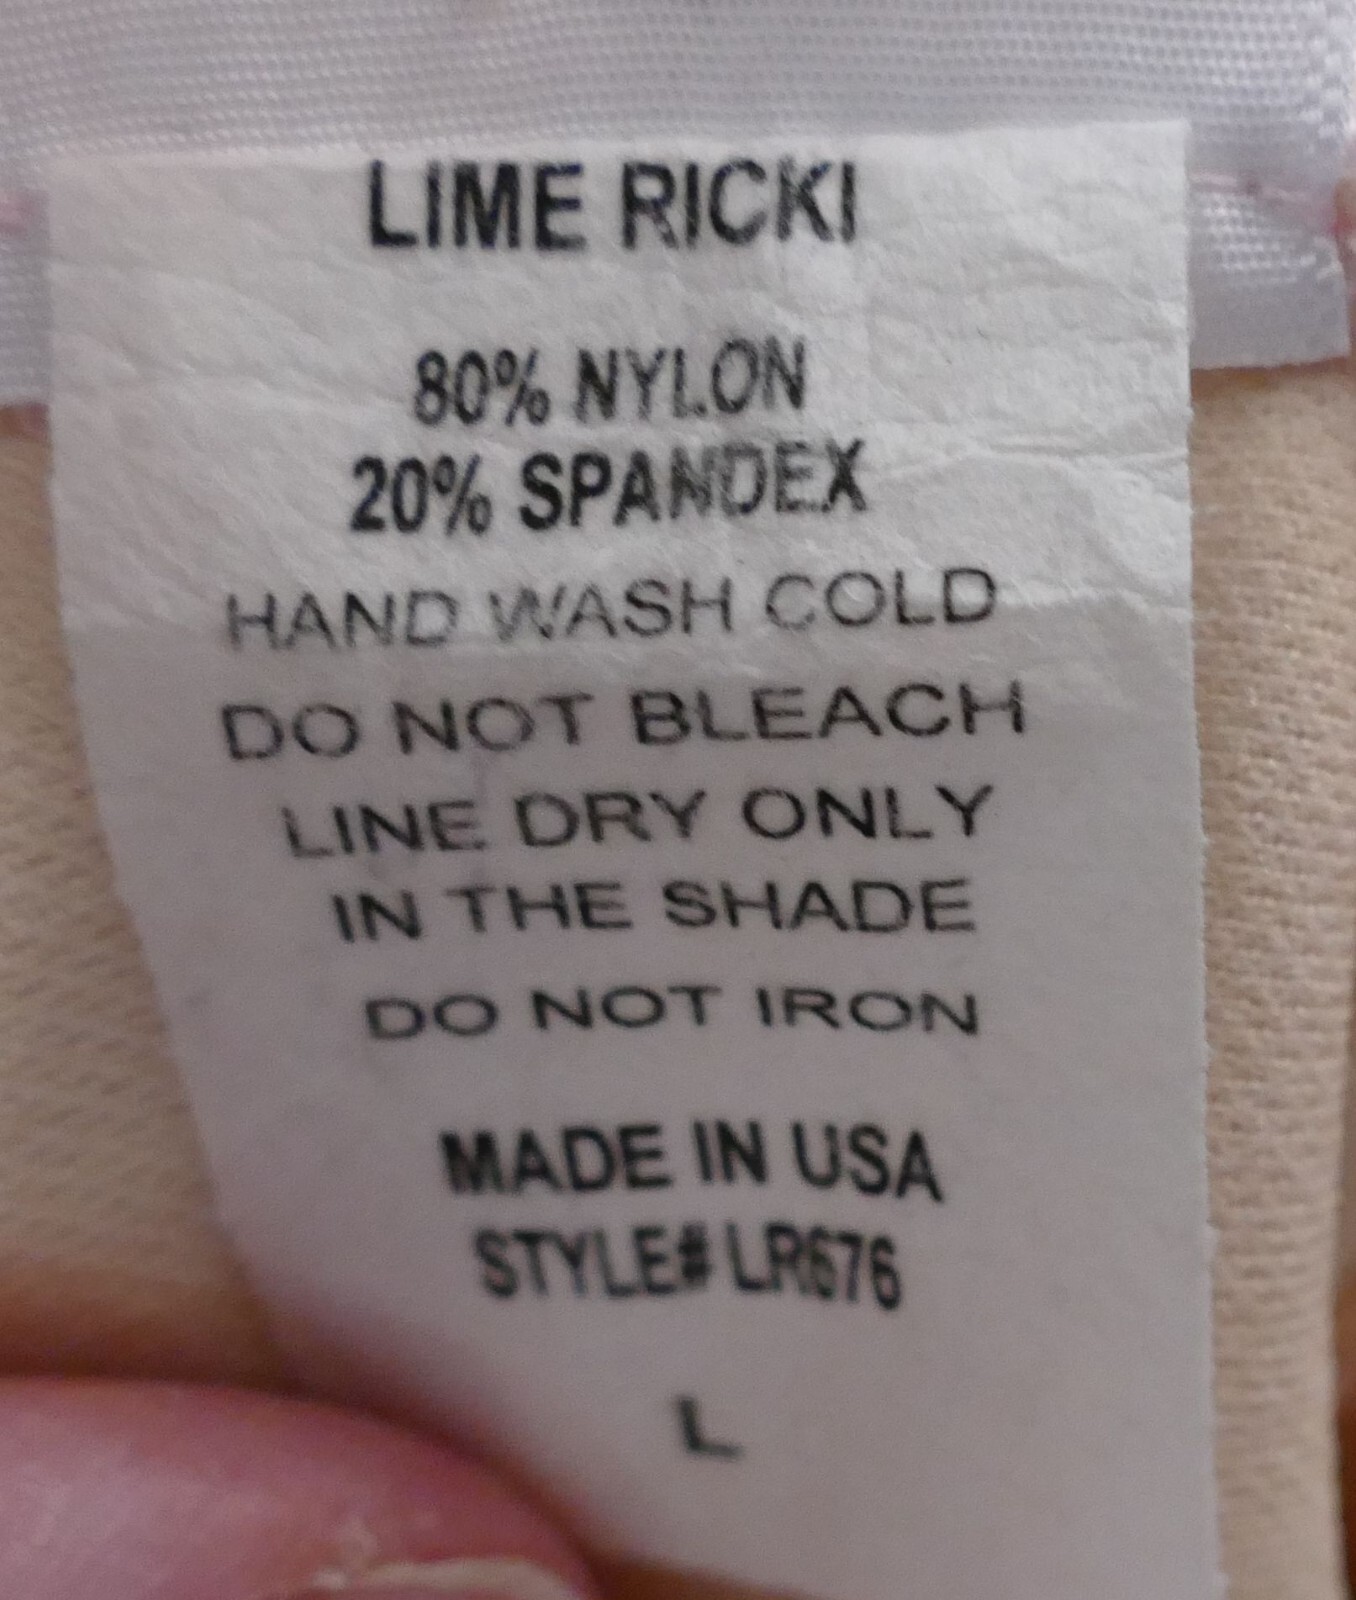 LIME RICKI
80% NYLON
20% SPANDEX
HAND WASH COLD
DO NOT BLEACH
LINE DRY ONLY
IN THE SHADE
DO NOT IRON
MADE IN USA
STYLE# LR676
L